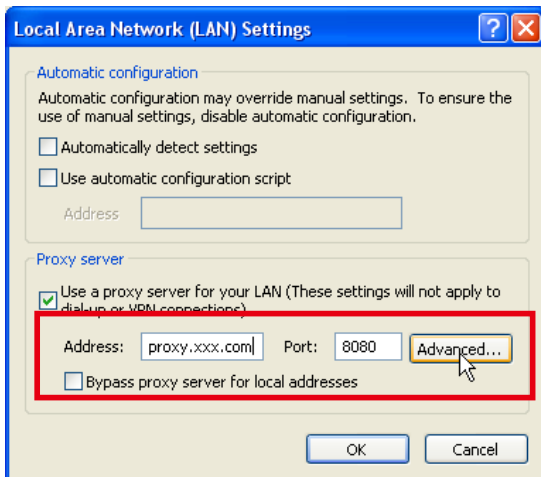 Local Area Network (LAN) Settings
Automatic configuration
Automatic configuration may override manual settings. To ensure the
use of manual settings, disable automatic configuration.
Automatically detect settings
Use automatic configuration script
Address
Proxy server
Use a proxy server for your LAN (These settings will not apply to
dial-up or VPN connections)
Address: proxy.xxx.com Port: 8080 Advanced...
Bypass proxy server for local addresses
OK Cancel